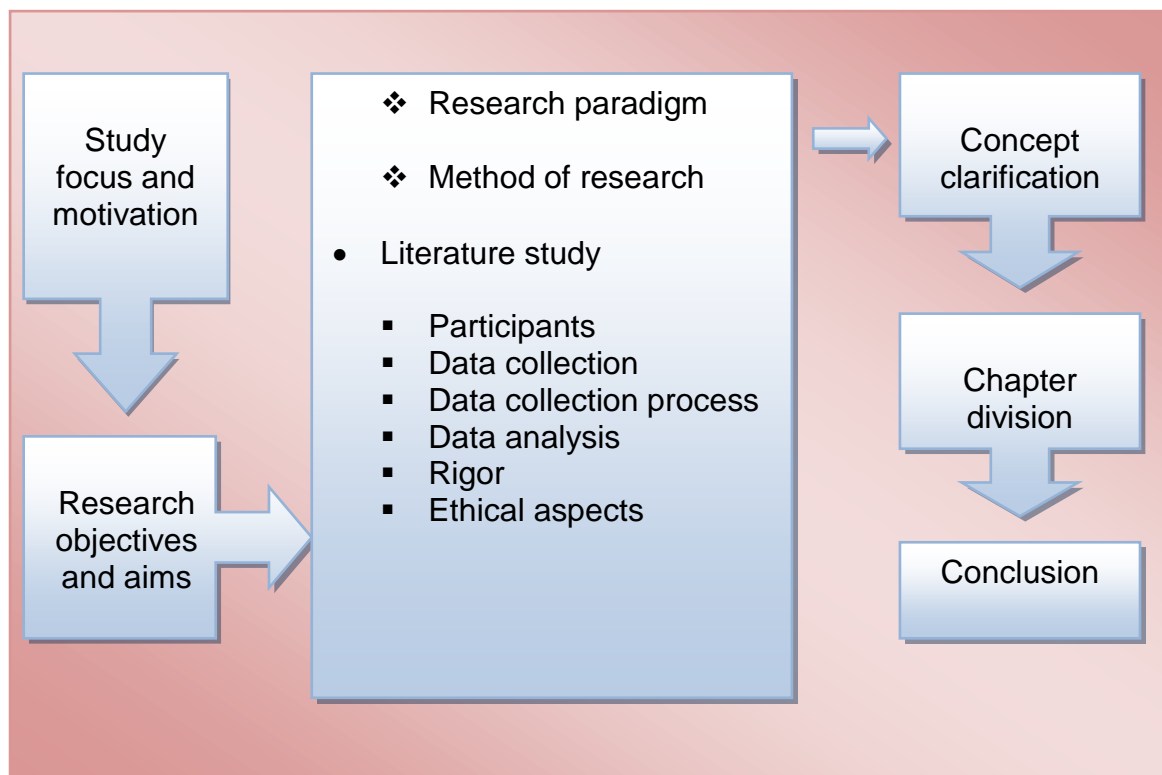 Study
focus and
motivation
Research
objectives
and aims
❖ Research paradigm
❖ Method of research
• Literature study
▪ Participants
▪ Data collection
▪ Data collection process
▪ Data analysis
▪ Rigor
▪ Ethical aspects
Concept
clarification
Chapter
division
Conclusion